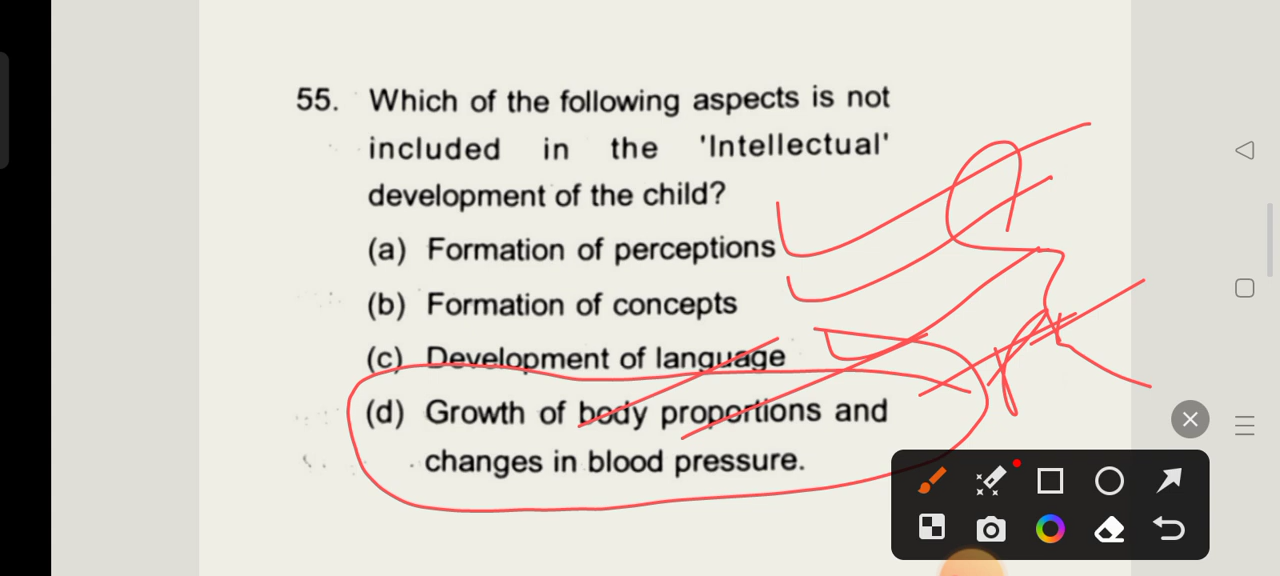 55. Which of the following aspects is not
included in the 'Intellectual'
development of the child?
(a) Formation of perceptions
(b) Formation of concepts
(c) Development of language
(d) Growth of body proportions and
changes in blood pressure.